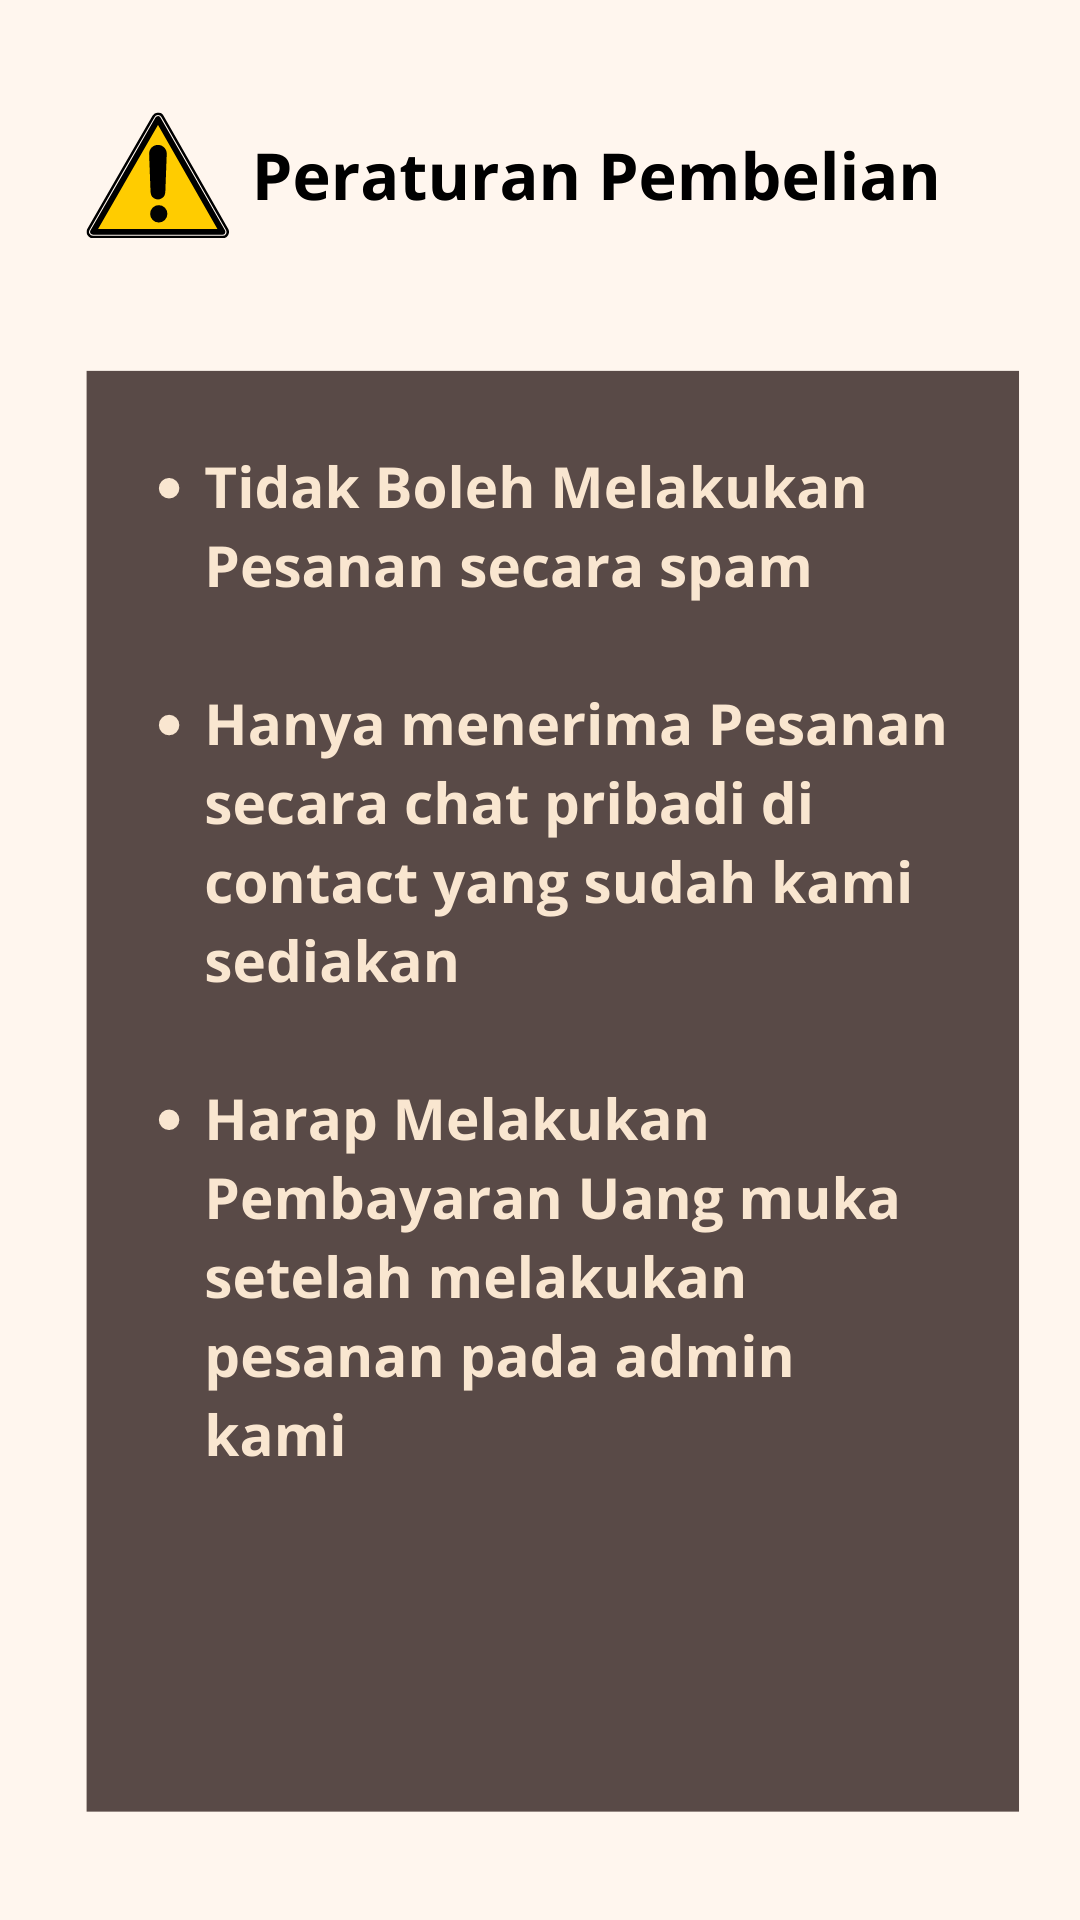 Peraturan Pembelian
• Tidak Boleh Melakukan
Pesanan secara spam
• Hanya menerima Pesanan
secara chat pribadi di
contact yang sudah kami
sediakan
• Harap Melakukan
Pembayaran Uang muka
setelah melakukan
pesanan pada admin
kami